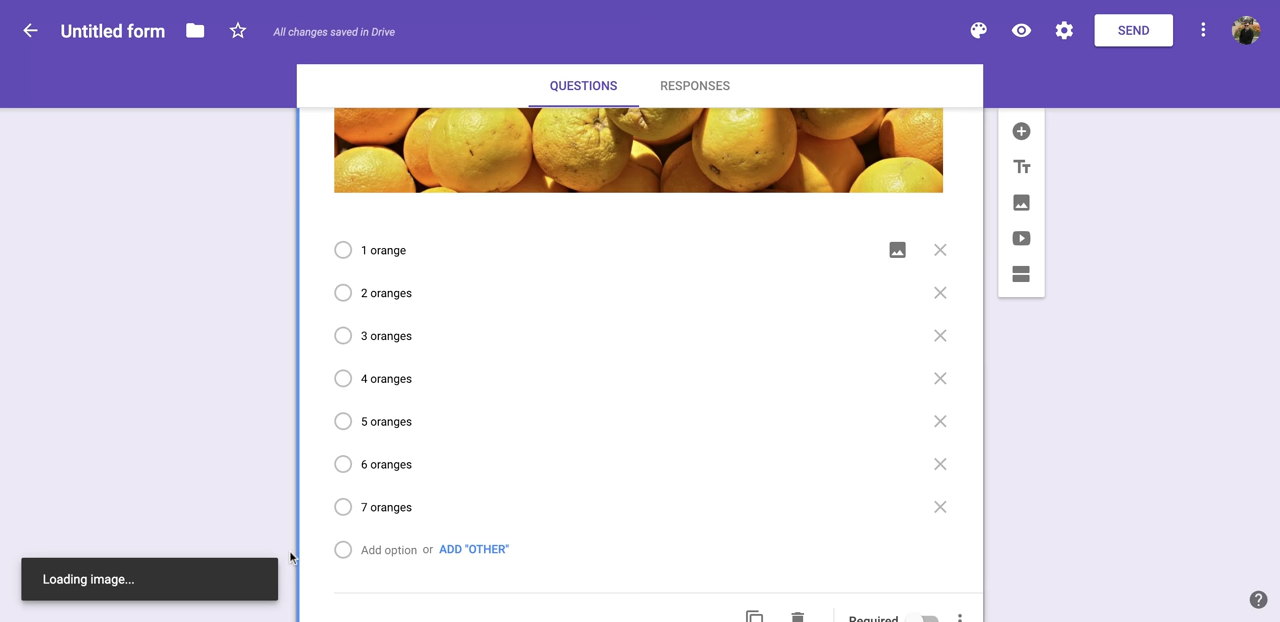 Untitled form
All changes saved in Drive
SEND
QUESTIONS RESPONSES
1 orange
2 oranges
3 oranges
4 oranges
5 oranges
6 oranges
7 oranges
Add option or ADD "OTHER"
Loading image...
Required